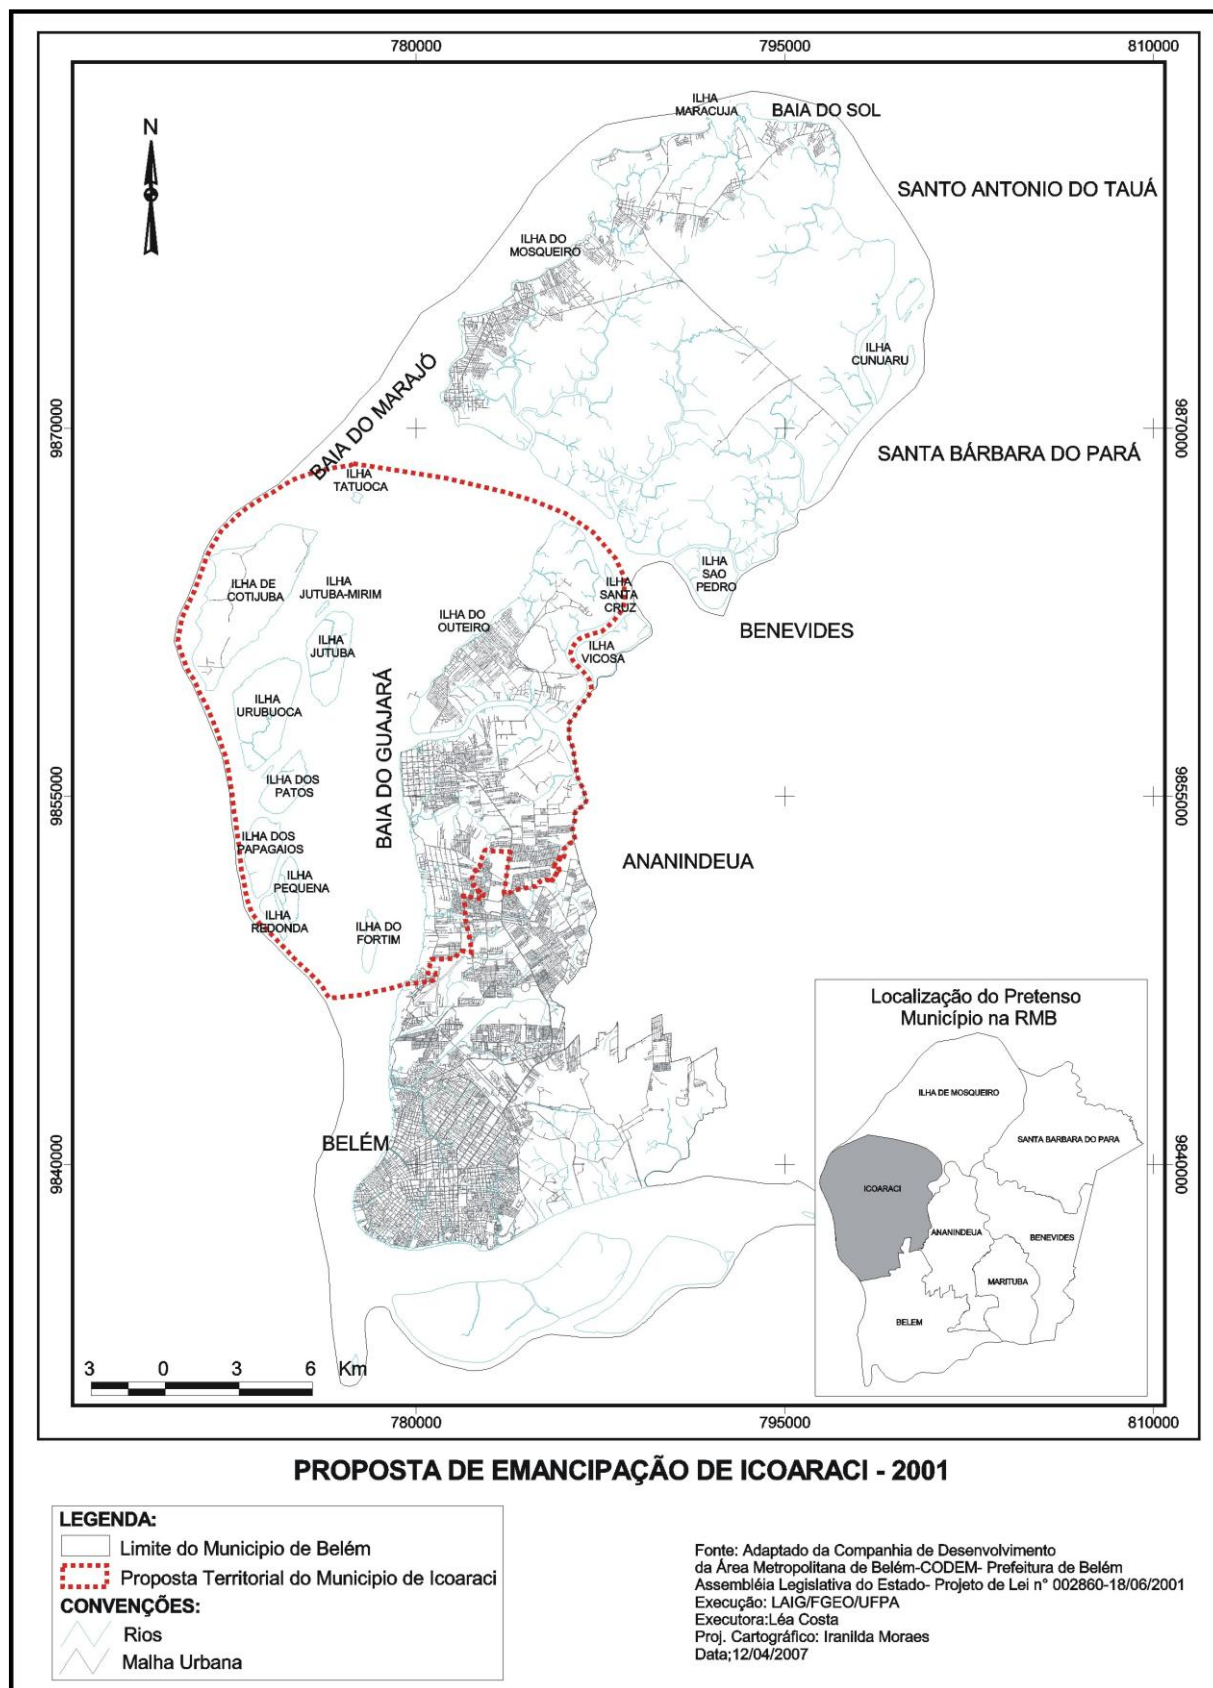 780000
795000
810000
N
ILHA
MARACUJA
BAIA DO SOL
SANTO ANTONIO DO TAUÁ
ILHA DO
MOSQUEIRO
ILHA
CUNUARU
BAIA DO MARAJÓ
9870000
9870000
SANTA BÁRBARA DO PARÁ
ILHA
TATUOCA
ILHA
SAO
PEDRO
ILHA DE
COTIJUBA
ILHA
JUTUBA-MIRIM
ILHA
SANTA
CRUZ
ILHA DO
OUTEIRO
BENEVIDES
ILHA
JUTUBA
ILHA
VICOSA
ILHA
URUBUOCA
BAIA DO GUAJARÁ
ILHA DOS
PATOS
9855000
9855000
ILHA DOS
PAPAGAIOS
ANANINDEUA
ILHA
PEQUENA
ILHA
REDONDA
ILHA DO
FORTIM
Localização do Pretenso
Município na RMB
ILHA DE MOSQUEIRO
SANTA BARBARA DO PARA
BELÉM
9840000
9840000
ICOARACI
ANANINDEUA
BENEVIDES
MARITUBA
BELEM
3 0 3 6 Km
780000
795000
810000
PROPOSTA DE EMANCIPAÇÃO DE ICOARACI - 2001
LEGENDA:
Limite do Municipio de Belém
Proposta Territorial do Municipio de Icoaraci
CONVENÇÕES:
Rios
Malha Urbana
Fonte: Adaptado da Companhia de Desenvolvimento
da Área Metropolitana de Belém-CODEM- Prefeitura de Belém
Assembléia Legislativa do Estado- Projeto de Lei n° 002860-18/06/2001
Execução: LAIG/FGEO/UFPA
Executora:Léa Costa
Proj. Cartográfico: Iranilda Moraes
Data;12/04/2007